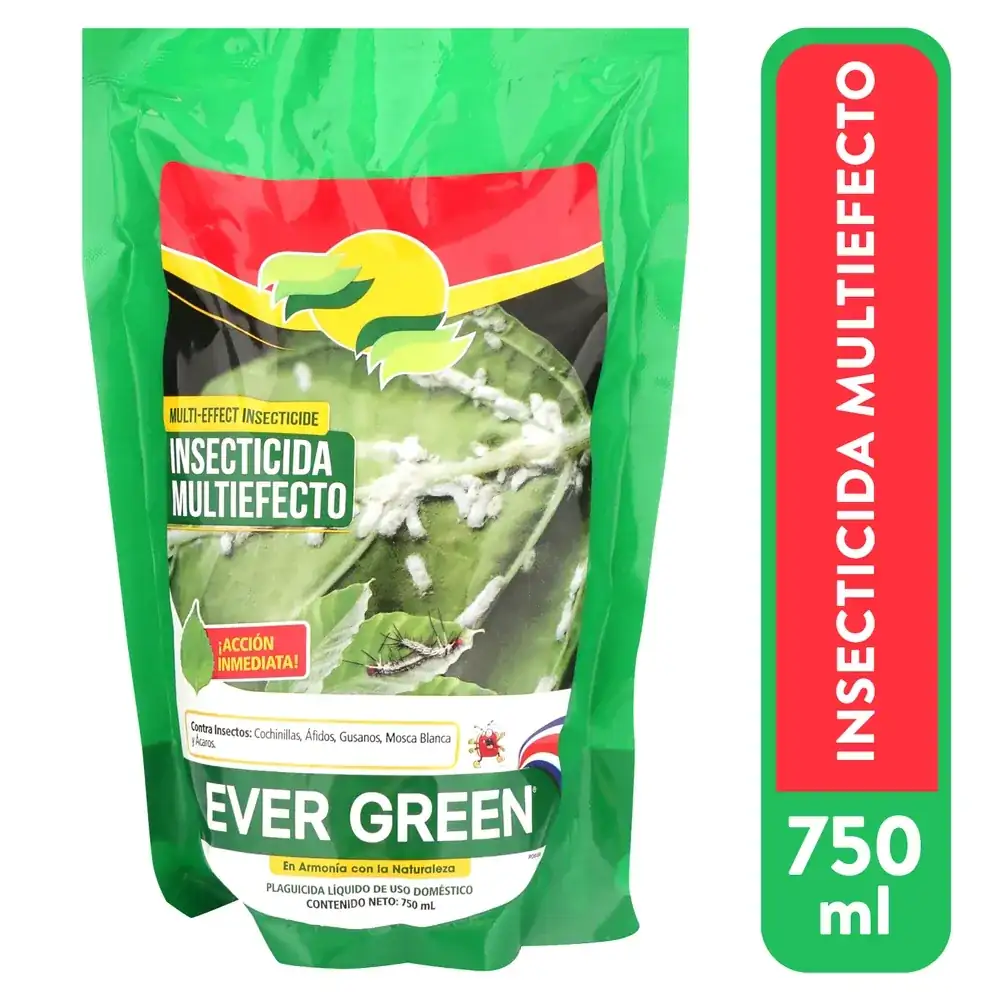 MULTI-EFFECT INSECTICIDE
INSECTICIDA
MULTIEFECTO
¡ACCIÓN
INMEDIATA!
Contra Insectos: Cochinillas, Áfidos, Gusanos, Mosca Blanca
y Ácaros.
EVER GREEN®
En Armonía con la Naturaleza
PLAGUICIDA LÍQUIDO DE USO DOMÉSTICO
CONTENIDO NETO: 750 mL
INSECTICIDA MULTIEFECTO
750
ml